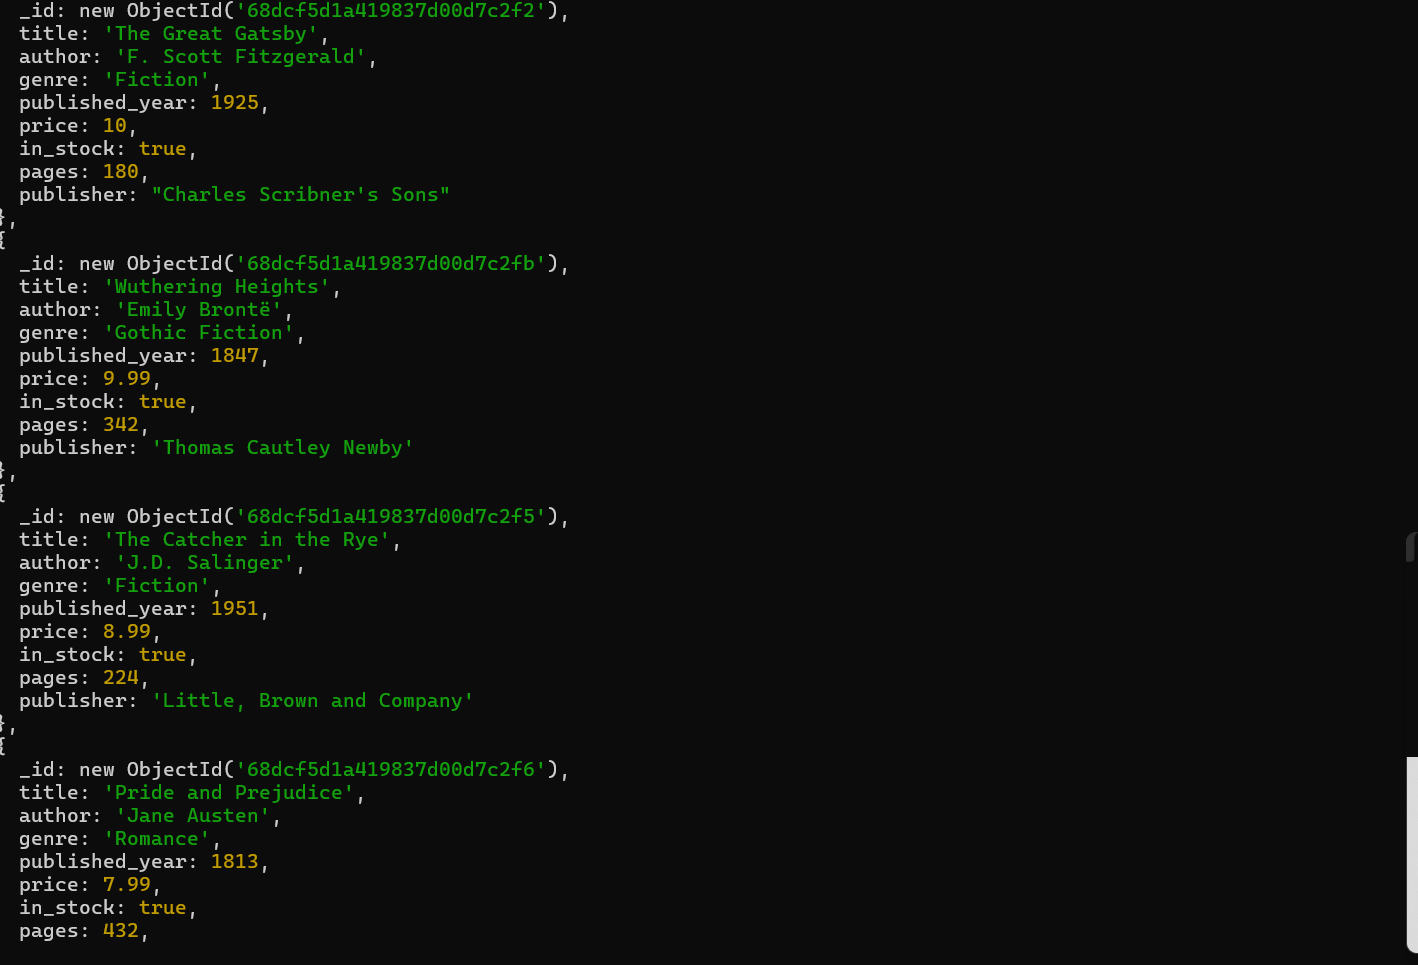 _id: new ObjectId('68dcf5d1a419837d00d7c2f2'),
title: 'The Great Gatsby',
author: 'F. Scott Fitzgerald',
genre: 'Fiction',
published_year: 1925,
price: 10,
in_stock: true,
pages: 180,
publisher: "Charles Scribner's Sons"
},
{
_id: new ObjectId('68dcf5d1a419837d00d7c2fb'),
title: 'Wuthering Heights',
author: 'Emily Brontë',
genre: 'Gothic Fiction',
published_year: 1847,
price: 9.99,
in_stock: true,
pages: 342,
publisher: 'Thomas Cautley Newby'
},
{
_id: new ObjectId('68dcf5d1a419837d00d7c2f5'),
title: 'The Catcher in the Rye',
author: 'J.D. Salinger',
genre: 'Fiction',
published_year: 1951,
price: 8.99,
in_stock: true,
pages: 224,
publisher: 'Little, Brown and Company'
},
{
_id: new ObjectId('68dcf5d1a419837d00d7c2f6'),
title: 'Pride and Prejudice',
author: 'Jane Austen',
genre: 'Romance',
published_year: 1813,
price: 7.99,
in_stock: true,
pages: 432,